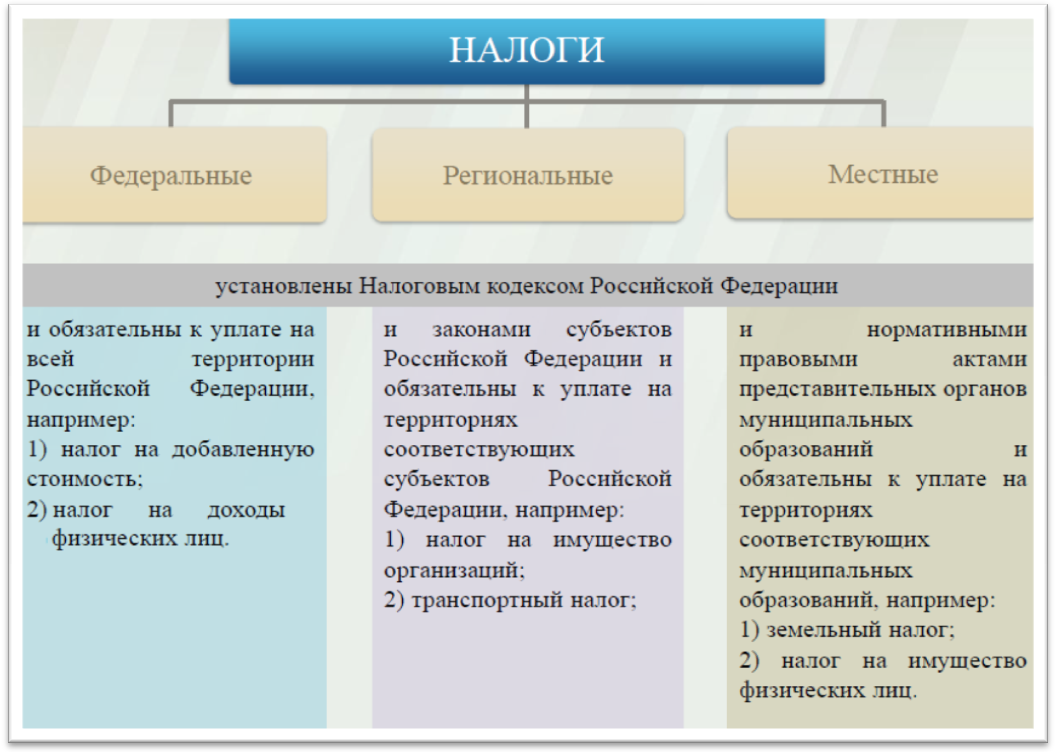 НАЛОГИ
Федеральные
Региональные
Местные
установлены Налоговым кодексом Российской Федерации
и обязательны к уплате на
всей территории
Российской Федерации,
например:
1) налог на добавленную
стоимость;
2) налог на доходы
физических лиц.
и законами субъектов
Российской Федерации и
обязательны к уплате на
территориях
соответствующих
субъектов Российской
Федерации, например:
1) налог на имущество
организаций;
2) транспортный налог;
и нормативными
правовыми актами
представительных органов
муниципальных
образований и
обязательны к уплате на
территориях
соответствующих
муниципальных
образований, например:
1) земельный налог;
2) налог на имущество
физических лиц.